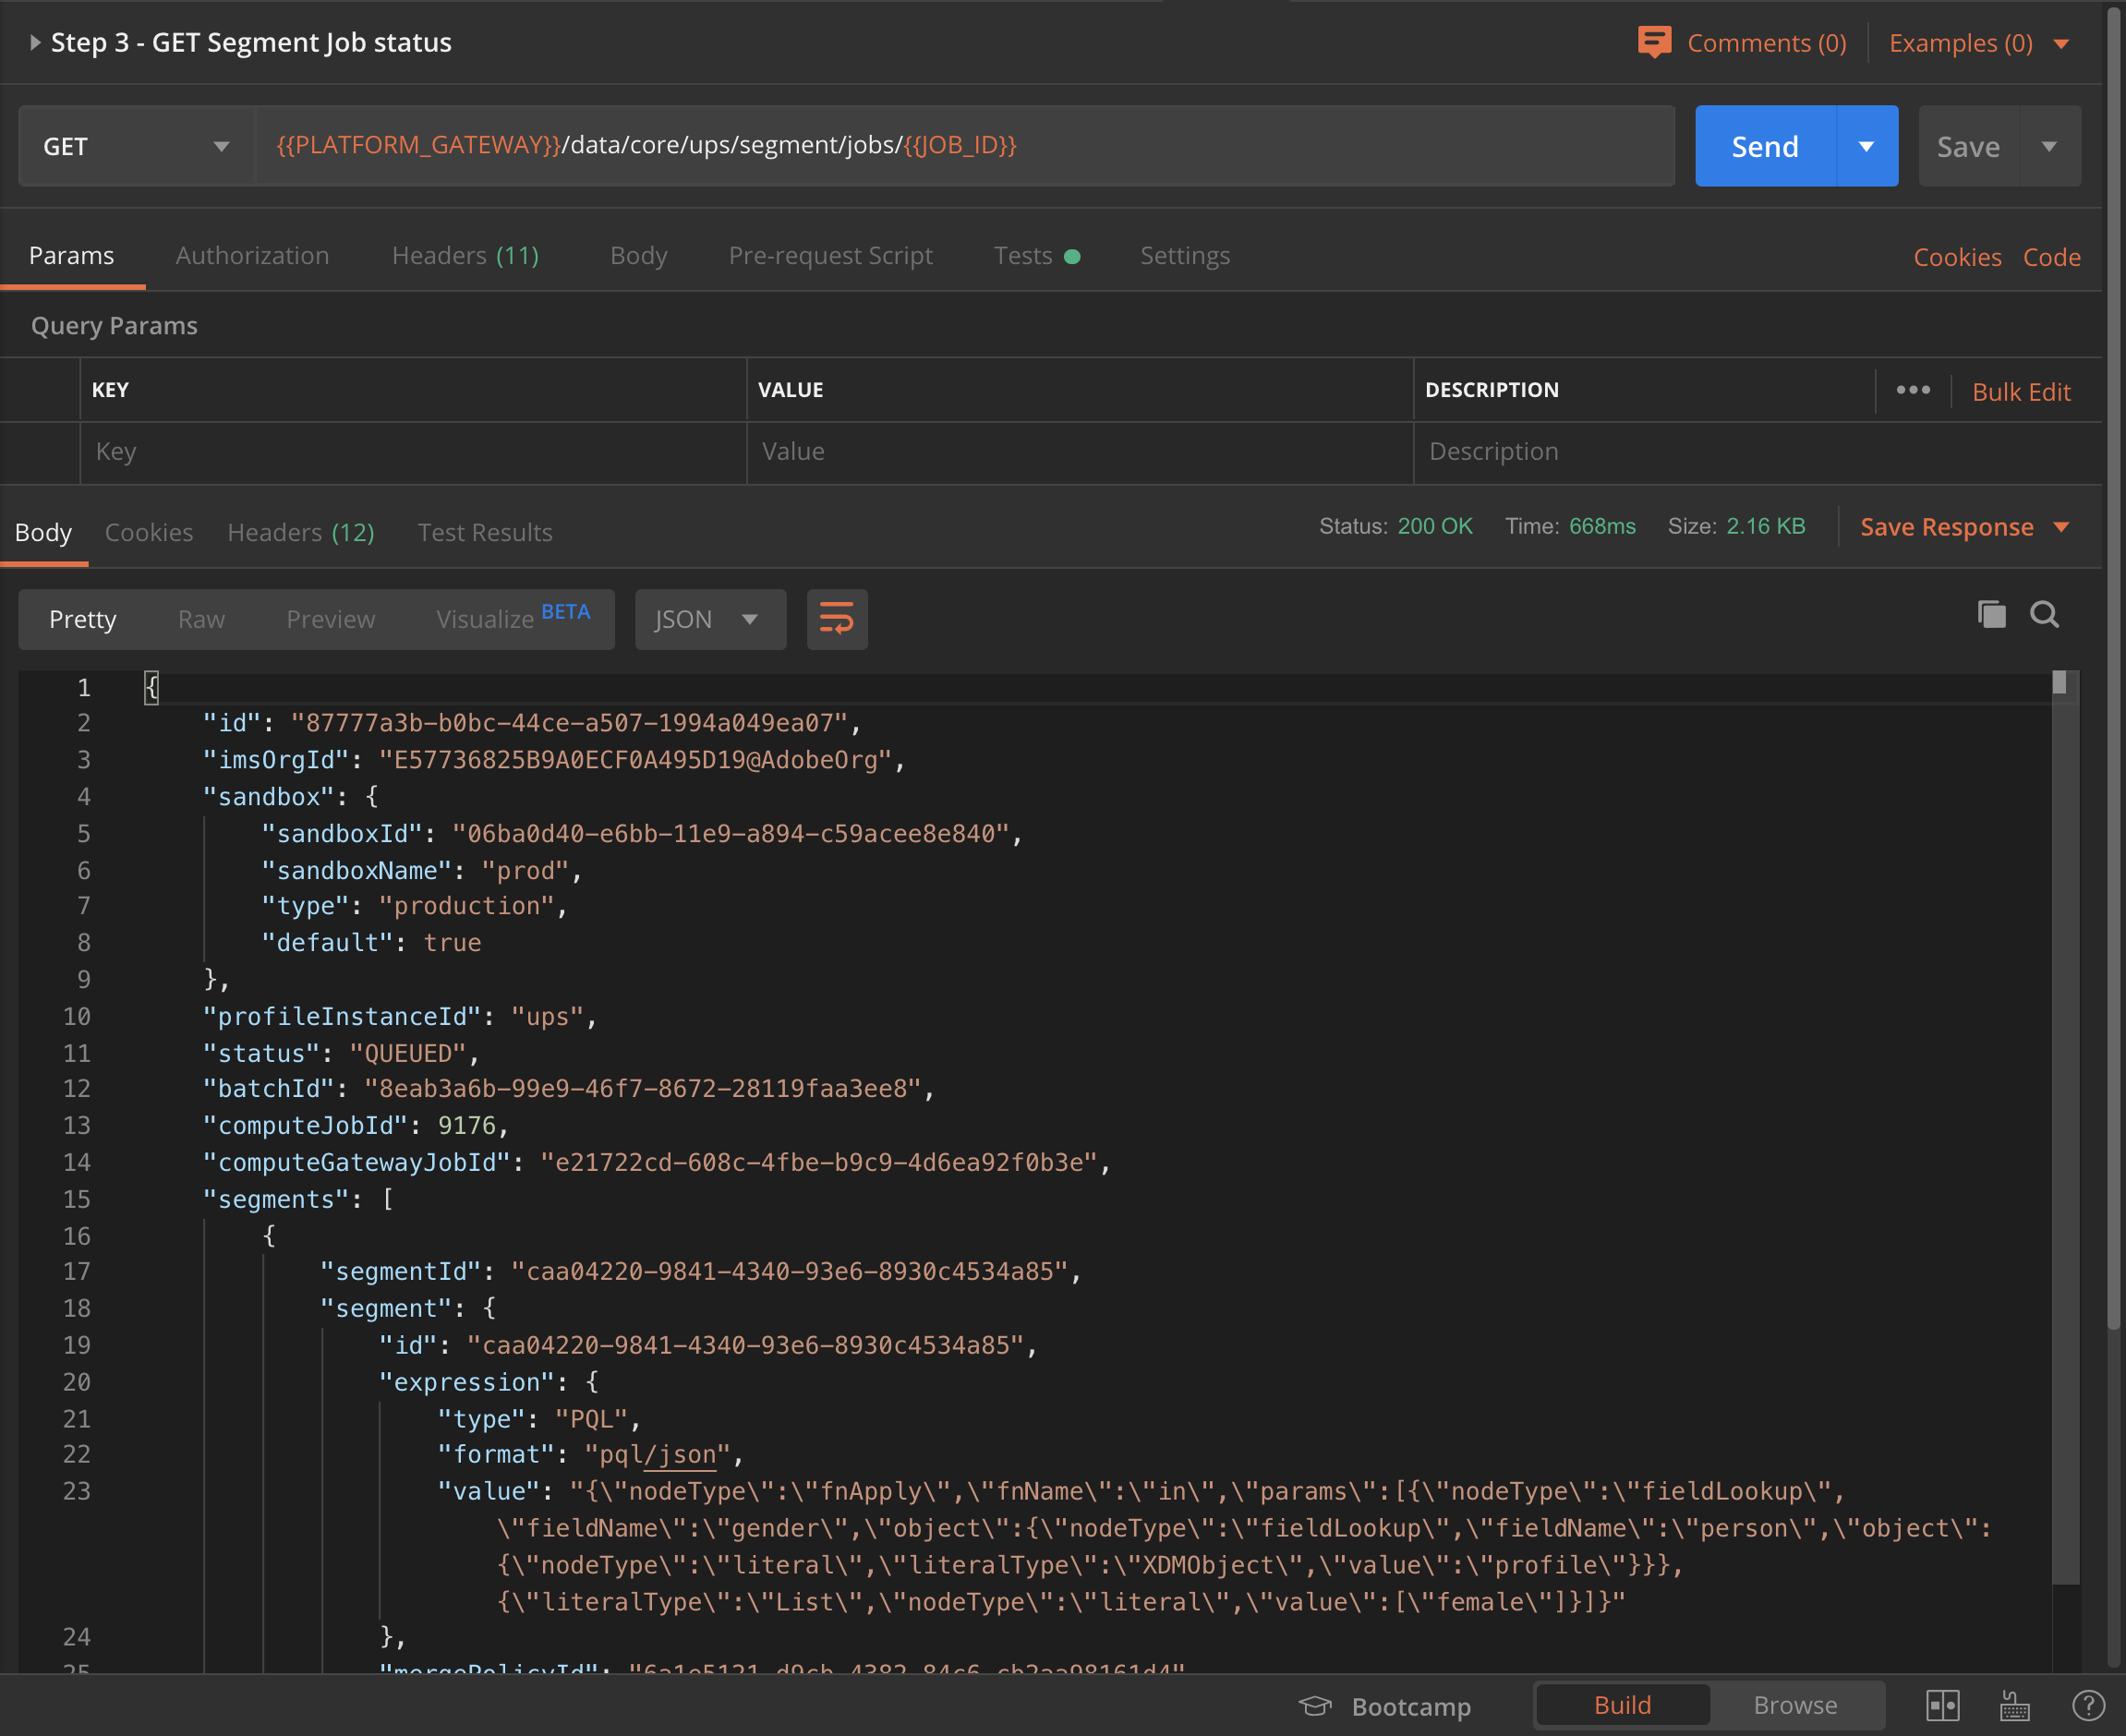 Step 3 - GET Segment Job status
Comments (0) Examples (0)
GET {{PLATFORM_GATEWAY}}/data/core/ups/segment/jobs/{{JOB_ID}} Send Save
Params Authorization Headers (11) Body Pre-request Script Tests Settings Cookies Code
Query Params
KEY VALUE DESCRIPTION Bulk Edit
Key Value Description
Body Cookies Headers (12) Test Results Status: 200 OK Time: 668ms Size: 2.16 KB Save Response
Pretty Raw Preview Visualize BETA JSON
1 {
2 "id": "87777a3b-b0bc-44ce-a507-1994a049ea07",
3 "imsOrgId": "E57736825B9A0ECF0A495D19@AdobeOrg",
4 "sandbox": {
5 "sandboxId": "06ba0d40-e6bb-11e9-a894-c59acee8e840",
6 "sandboxName": "prod",
7 "type": "production",
8 "default": true
9 },
10 "profileInstanceId": "ups",
11 "status": "QUEUED",
12 "batchId": "8eab3a6b-99e9-46f7-8672-28119faa3ee8",
13 "computeJobId": 9176,
14 "computeGatewayJobId": "e21722cd-608c-4fbe-b9c9-4d6ea92f0b3e",
15 "segments": [
16 {
17 "segmentId": "caa04220-9841-4340-93e6-8930c4534a85",
18 "segment": {
19 "id": "caa04220-9841-4340-93e6-8930c4534a85",
20 "expression": {
21 "type": "PQL",
22 "format": "pql/json",
23 "value": "{\"nodeType\":\"fnApply\",\"fnName\":\"in\",\"params\":[{\"nodeType\":\"fieldLookup\",
\"fieldName\":\"gender\",\"object\":{\"nodeType\":\"fieldLookup\",\"fieldName\":\"person\",\"object\":
{\"nodeType\":\"literal\",\"literalType\":\"XDMObject\",\"value\":\"profile\"}}},
{\"literalType\":\"List\",\"nodeType\":\"literal\",\"value\":[\"female\"]}]}"
24 },
25 "mergePolicyId":
Bootcamp Build Browse